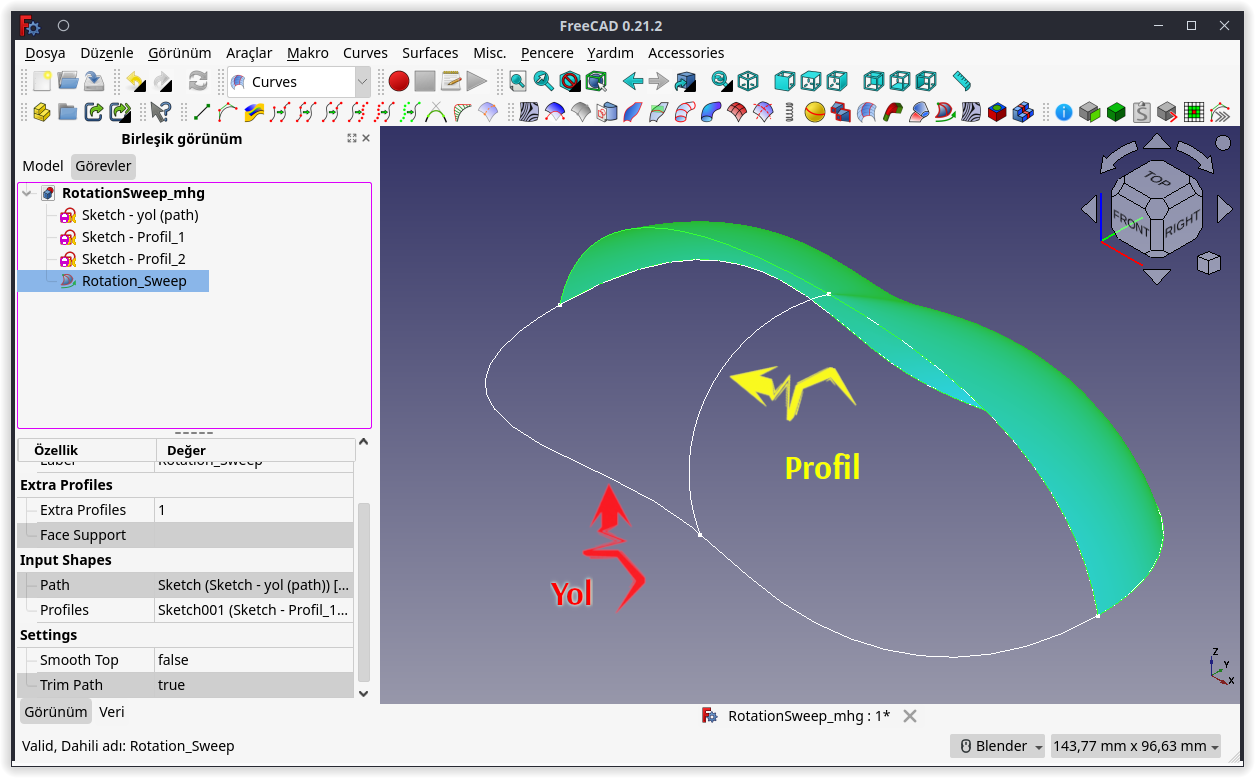 FreeCAD 0.21.2
Dosya Düzenle Görünüm Araçlar Makro Curves Surfaces Misc. Pencere Yardım Accessories
Curves
Birleşik görünüm
Model Görevler
RotationSweep_mhg
Sketch - yol (path)
Sketch - Profil_1
Sketch - Profil_2
Rotation_Sweep
Özellik Değer
Label Rotation_Sweep
Extra Profiles
Extra Profiles 1
Face Support
Input Shapes
Path Sketch (Sketch - yol (path)) [...
Profiles Sketch001 (Sketch - Profil_1...
Settings
Smooth Top false
Trim Path true
Görünüm Veri
TOP
FRONT RIGHT
Profil
Yol
Z
Y
X
RotationSweep_mhg : 1*
Valid, Dahili adı: Rotation_Sweep
Blender 143,77 mm x 96,63 mm